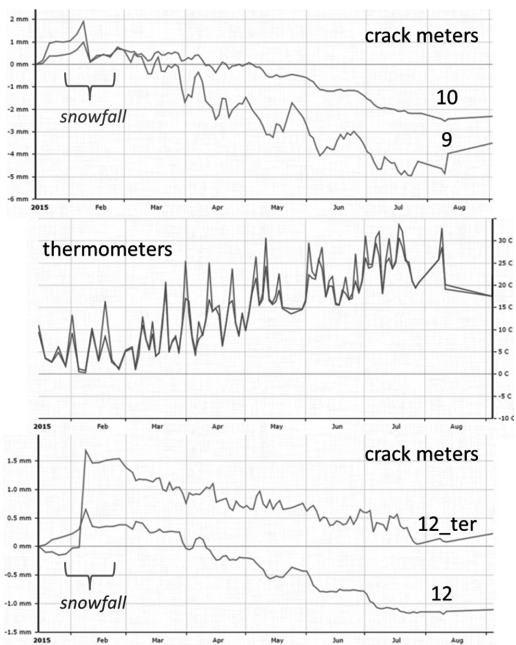 2 mm
crack meters
1 mm
0 mm
-1 mm
10
-2 mm
snowfall
-3 mm
9
-4 mm
-5 mm
-6 mm
2015 Feb Mar Apr May Jun Jul Aug
thermometers
30 C
25 C
20 C
15 C
10 C
5 C
0 C
-5 C
-10 C
2015 Feb Mar Apr May Jun Jul Aug
crack meters
1.5 mm
1.0 mm
0.5 mm
12_ter
0 mm
-0.5 mm
snowfall
12
-1.0 mm
-1.5 mm
2015 Feb Mar Apr May Jun Jul Aug